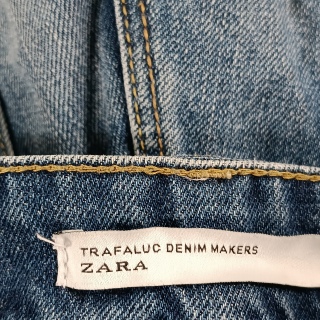 TRAFALUC DENIM MAKERS
ZARA